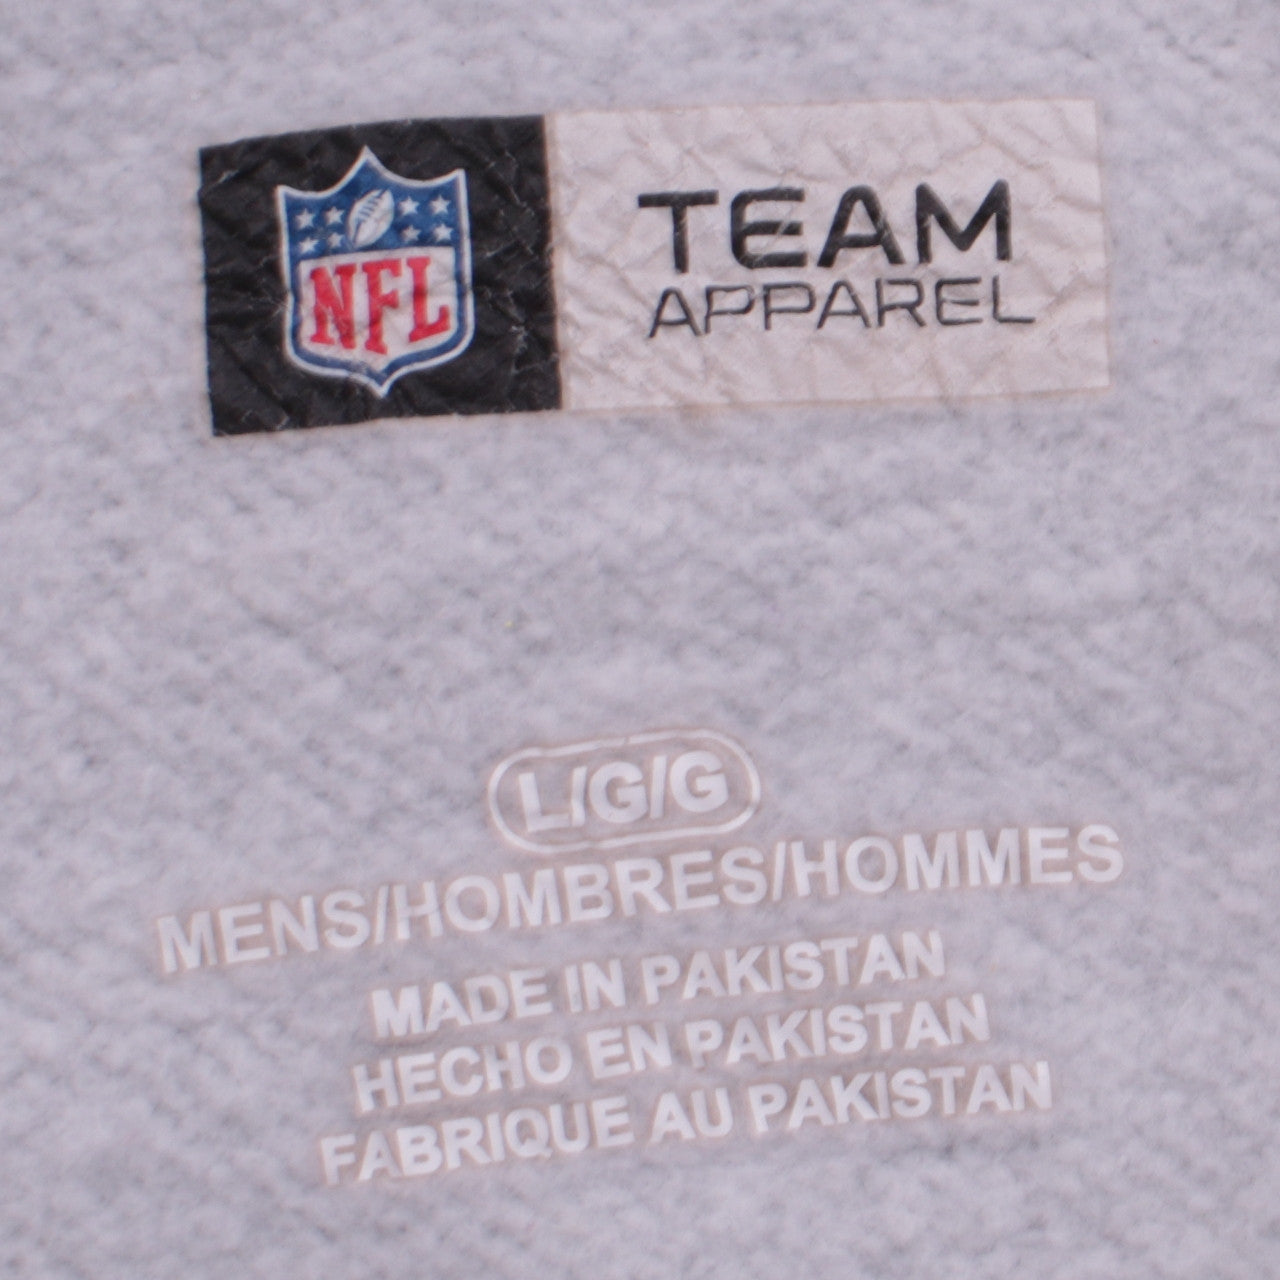 NFL
TEAM
APPAREL
L/G/G
MENS/HOMBRES/HOMMES
MADE IN PAKISTAN
HECHO EN PAKISTAN
FABRIQUE AU PAKISTAN